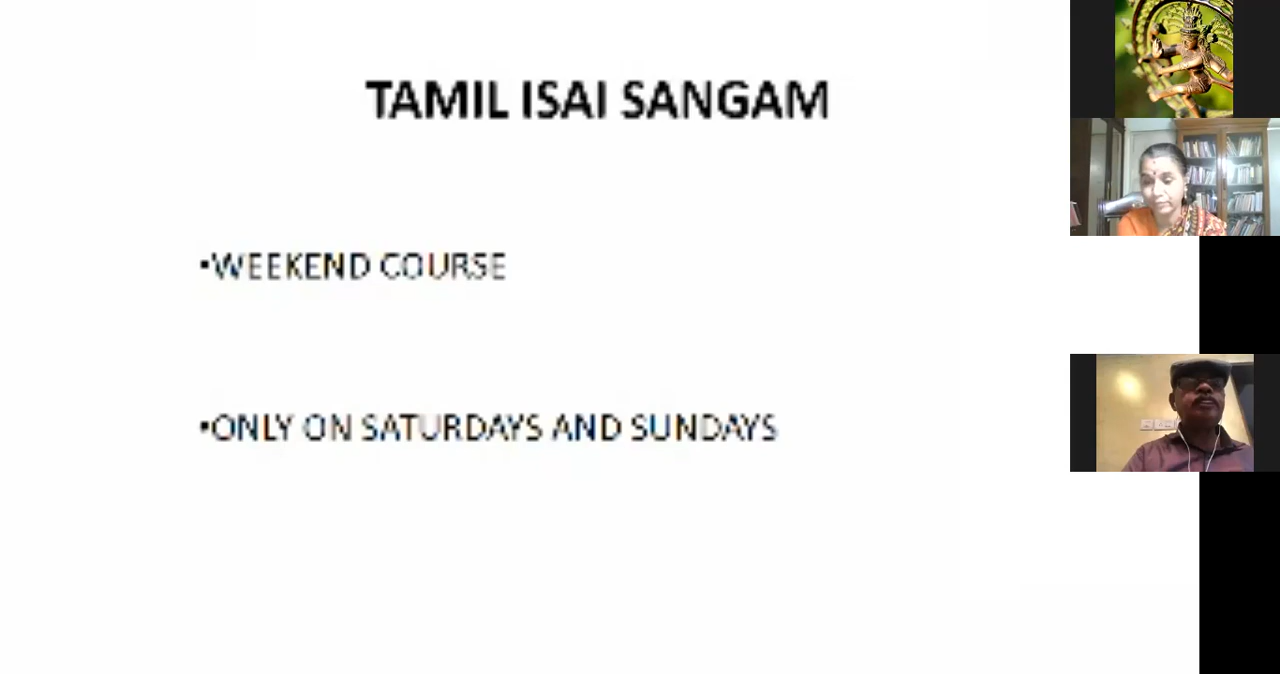 TAMIL ISAI SANGAM
•WEEKEND COURSE
•ONLY ON SATURDAYS AND SUNDAYS